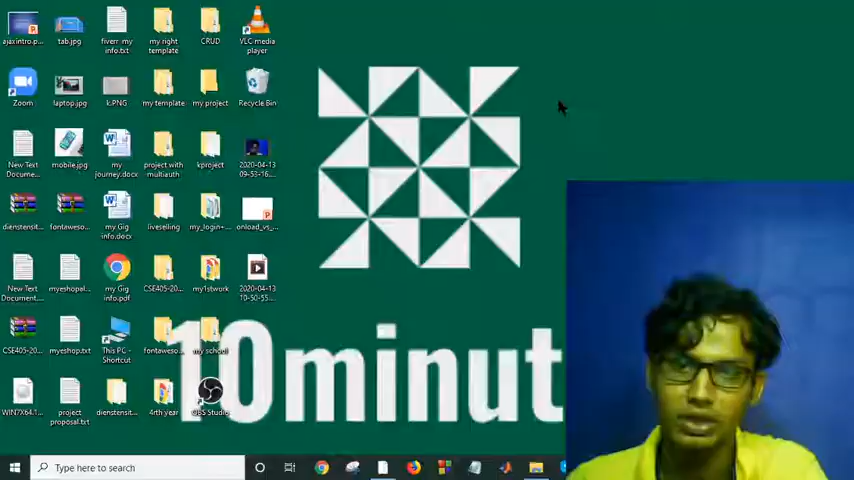 ajaxintro.p...
tab.jpg
fiverr my
info.txt
my right
template
CRUD
VLC media
player
Zoom
laptop.jpg
k.PNG
my template
my project
Recycle Bin
New Text
Docume...
mobile.jpg
my
journey.docx
project with
multiauth
kproject
2020-04-13
09-53-16...
dienstensit...
fontaweso...
my Gig
info.docx
liveselling
my_login+...
onload_vs_...
New Text
Document...
myeshopal...
my Gig
info.pdf
CSE405-20...
my1stwork
2020-04-13
10-50-55...
CSE405-20...
myeshop.txt
This PC -
Shortcut
fontaweso...
my school
WIN7X64.1...
project
proposal.txt
dienstensit...
4rth year
OBS Studio
10minut
Type here to search